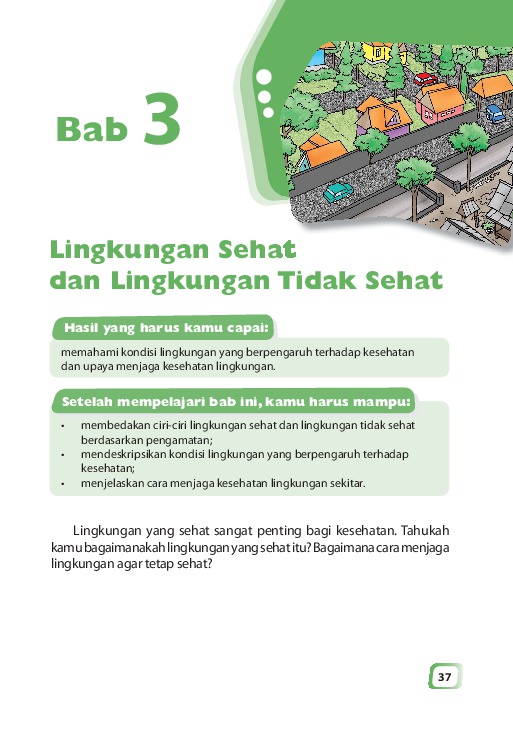 Bab 3
Lingkungan Sehat
dan Lingkungan Tidak Sehat
Hasil yang harus kamu capai:
memahami kondisi lingkungan yang berpengaruh terhadap kesehatan
dan upaya menjaga kesehatan lingkungan.
Setelah mempelajari bab ini, kamu harus mampu:
• membedakan ciri-ciri lingkungan sehat dan lingkungan tidak sehat
berdasarkan pengamatan;
• mendeskripsikan kondisi lingkungan yang berpengaruh terhadap
kesehatan;
• menjelaskan cara menjaga kesehatan lingkungan sekitar.
Lingkungan yang sehat sangat penting bagi kesehatan. Tahukah
kamu bagaimanakah lingkungan yang sehat itu? Bagaimana cara menjaga
lingkungan agar tetap sehat?
37